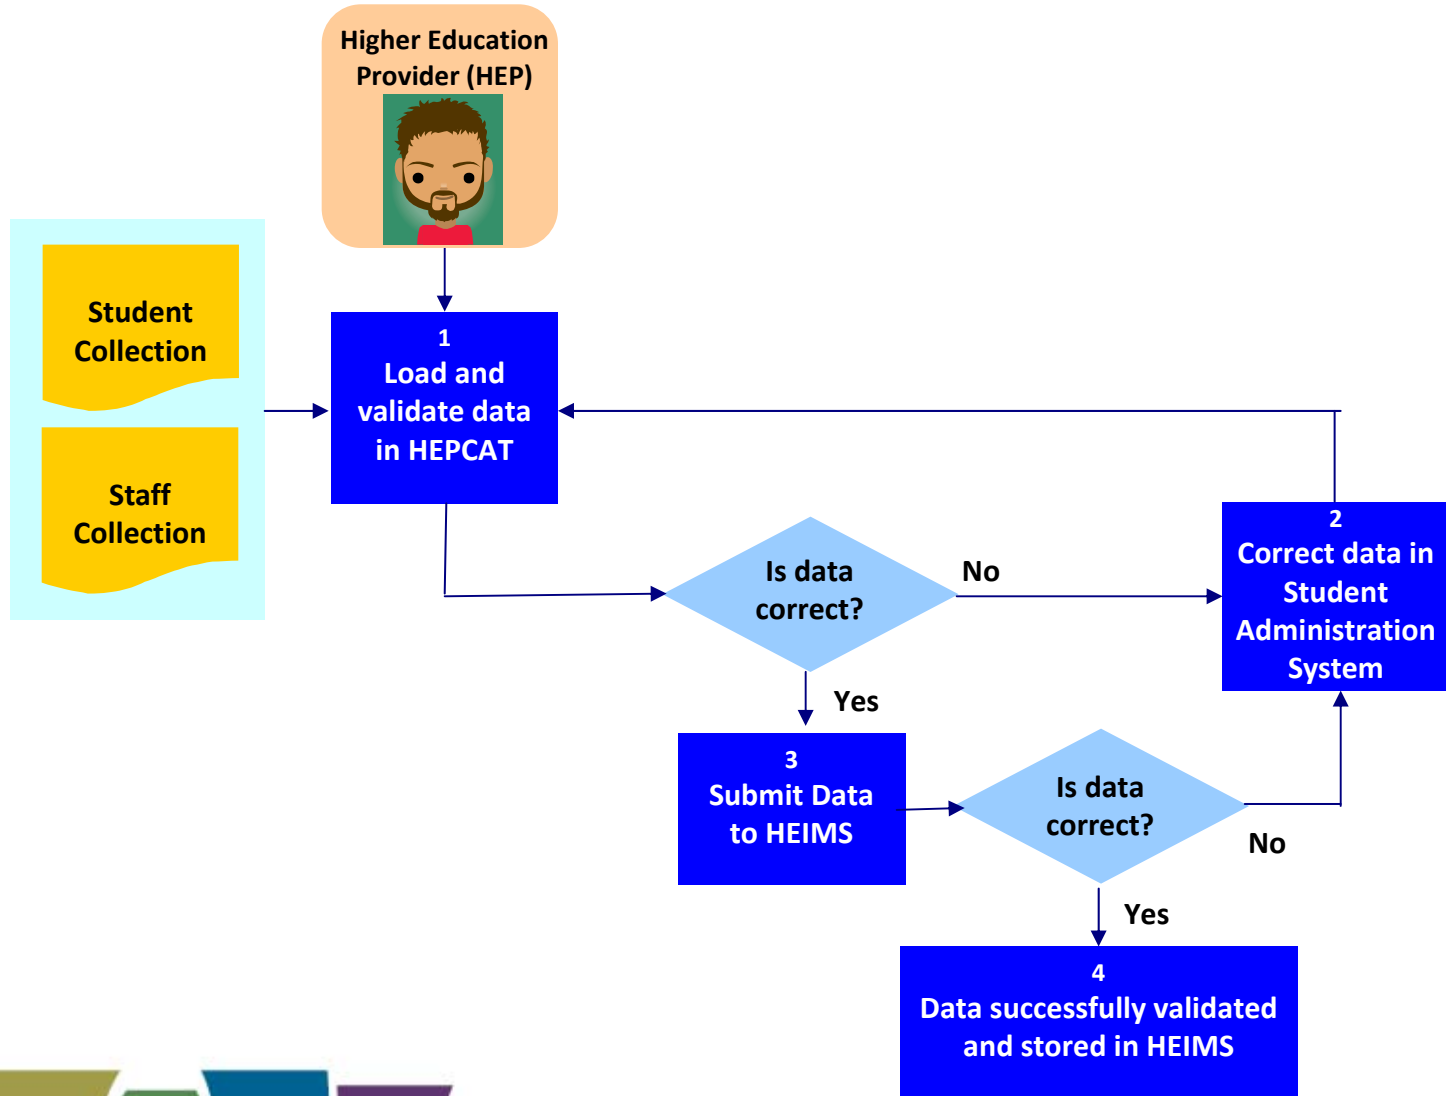 Higher Education
Provider (HEP)
Student
Collection
Staff
Collection
1
Load and
validate data
in HEPCAT
Is data
correct?
No
Yes
2
Correct data in
Student
Administration
System
3
Submit Data
to HEIMS
Is data
correct?
No
Yes
4
Data successfully validated
and stored in HEIMS